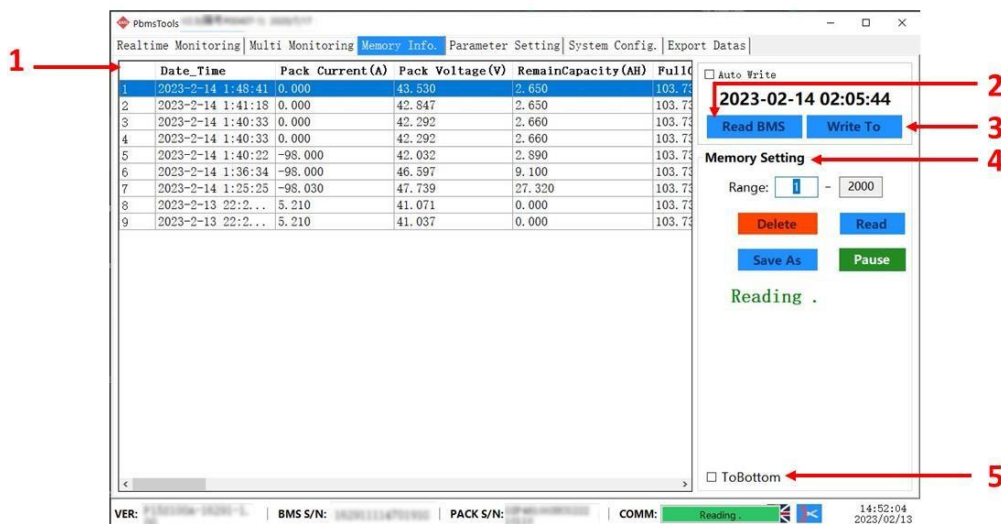 PbmsTools
Realtime Monitoring Multi Monitoring Memory Info. Parameter Setting System Config. Export Datas
1
Date_Time Pack Current(A) Pack Voltage(V) RemainCapacity(AH)
1 2023-2-14 1:48:41 0.000 43.530 2.650 103.73
2 2023-2-14 1:41:18 0.000 42.847 2.650 103.73
3 2023-2-14 1:40:33 0.000 42.292 2.660 103.73
4 2023-2-14 1:40:33 0.000 42.292 2.660 103.73
5 2023-2-14 1:40:22 -98.000 42.032 2.890 103.73
6 2023-2-14 1:36:34 -98.000 46.597 9.100 103.73
7 2023-2-14 1:25:25 -98.030 47.739 27.320 103.73
8 2023-2-13 22:2... 5.210 41.071 0.000 103.73
9 2023-2-13 22:2... 5.210 41.037 0.000 103.73
Auto Write
2
2023-02-14 02:05:44
Read BMS Write To
3
Memory Setting
4
Range: 1 - 2000
Delete Read
Save As Pause
Reading .
ToBottom
5
VER: BMS S/N: PACK S/N: COMM: Reading . 14:52:04
2023/02/13